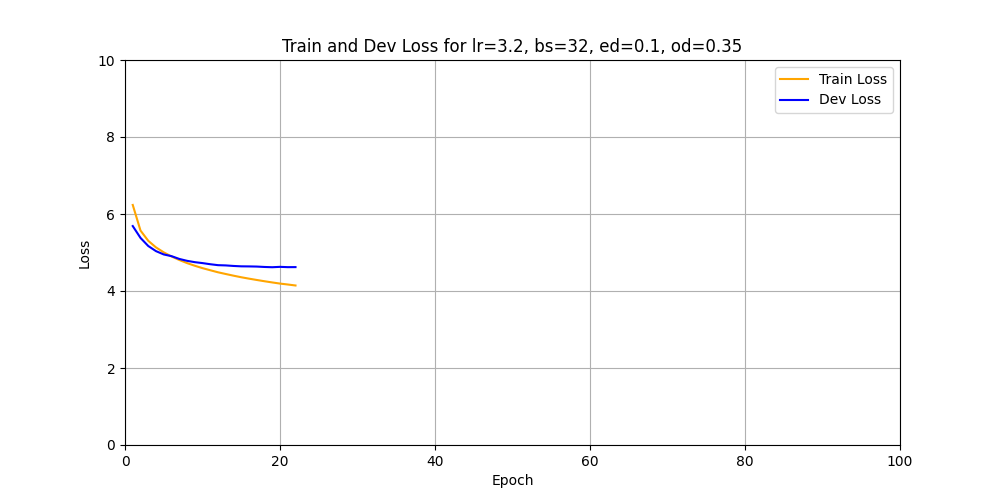 Train and Dev Loss for lr=3.2, bs=32, ed=0.1, od=0.35
Train Loss
Dev Loss
10
8
6
4
2
0
Loss
0 20 40 60 80 100
Epoch